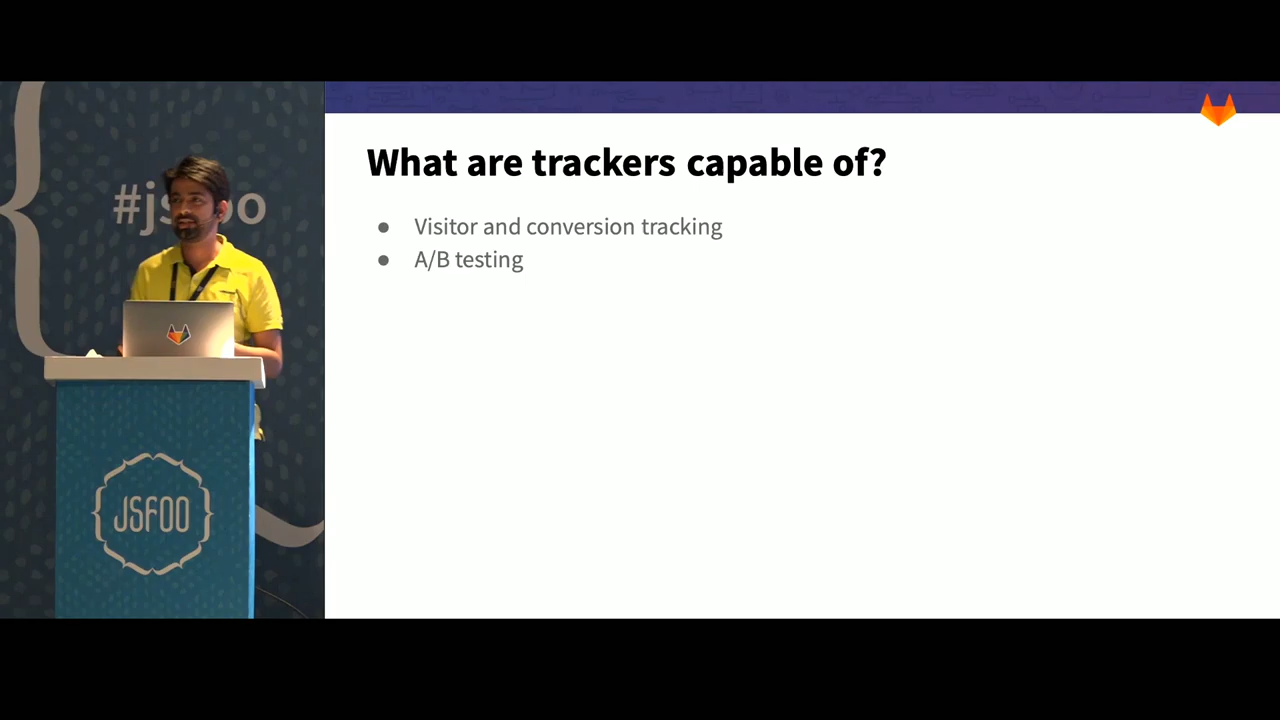 What are trackers capable of?
● Visitor and conversion tracking
● A/B testing
#jsfoo
JSFOO